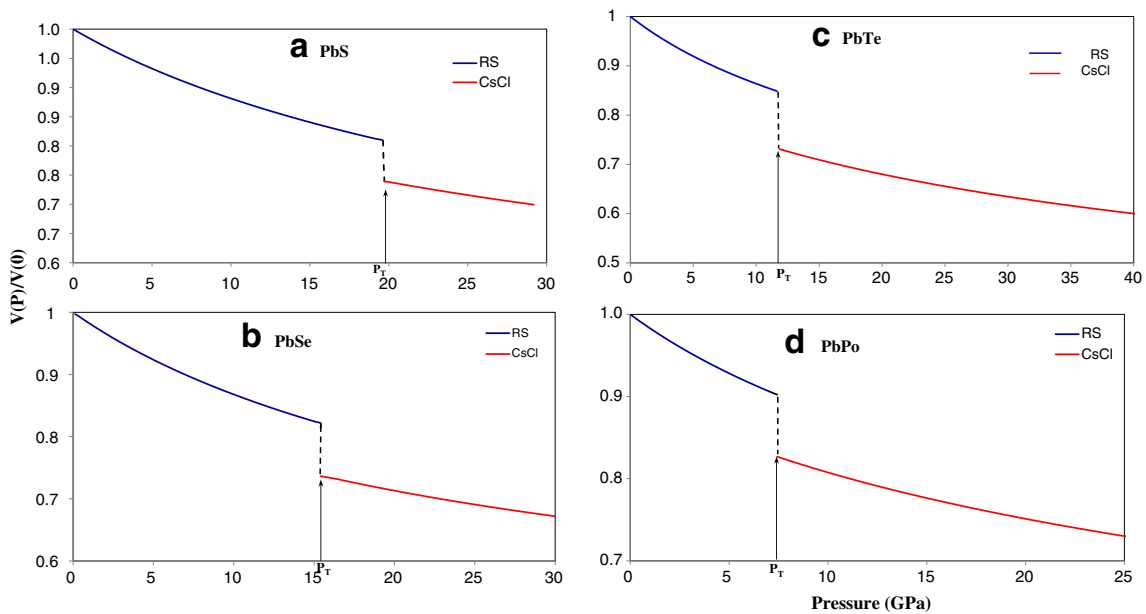 V(P)/V(0)
a PbS
RS
CsCl
1.0
1.0
0.9
0.9
0.8
0.8
0.7
0.7
0.6
0 5 10 15 P_T 20 25 30
c PbTe
RS
CsCl
1
0.9
0.8
0.7
0.6
0.5
0 5 10 P_T 15 20 25 30 35 40
b PbSe
RS
CsCl
1
0.9
0.8
0.7
0.6
0 5 10 15 P_T 20 25 30
d PbPo
RS
CsCl
1.0
0.9
0.8
0.7
0 5 P_T 10 15 20 25
Pressure (GPa)